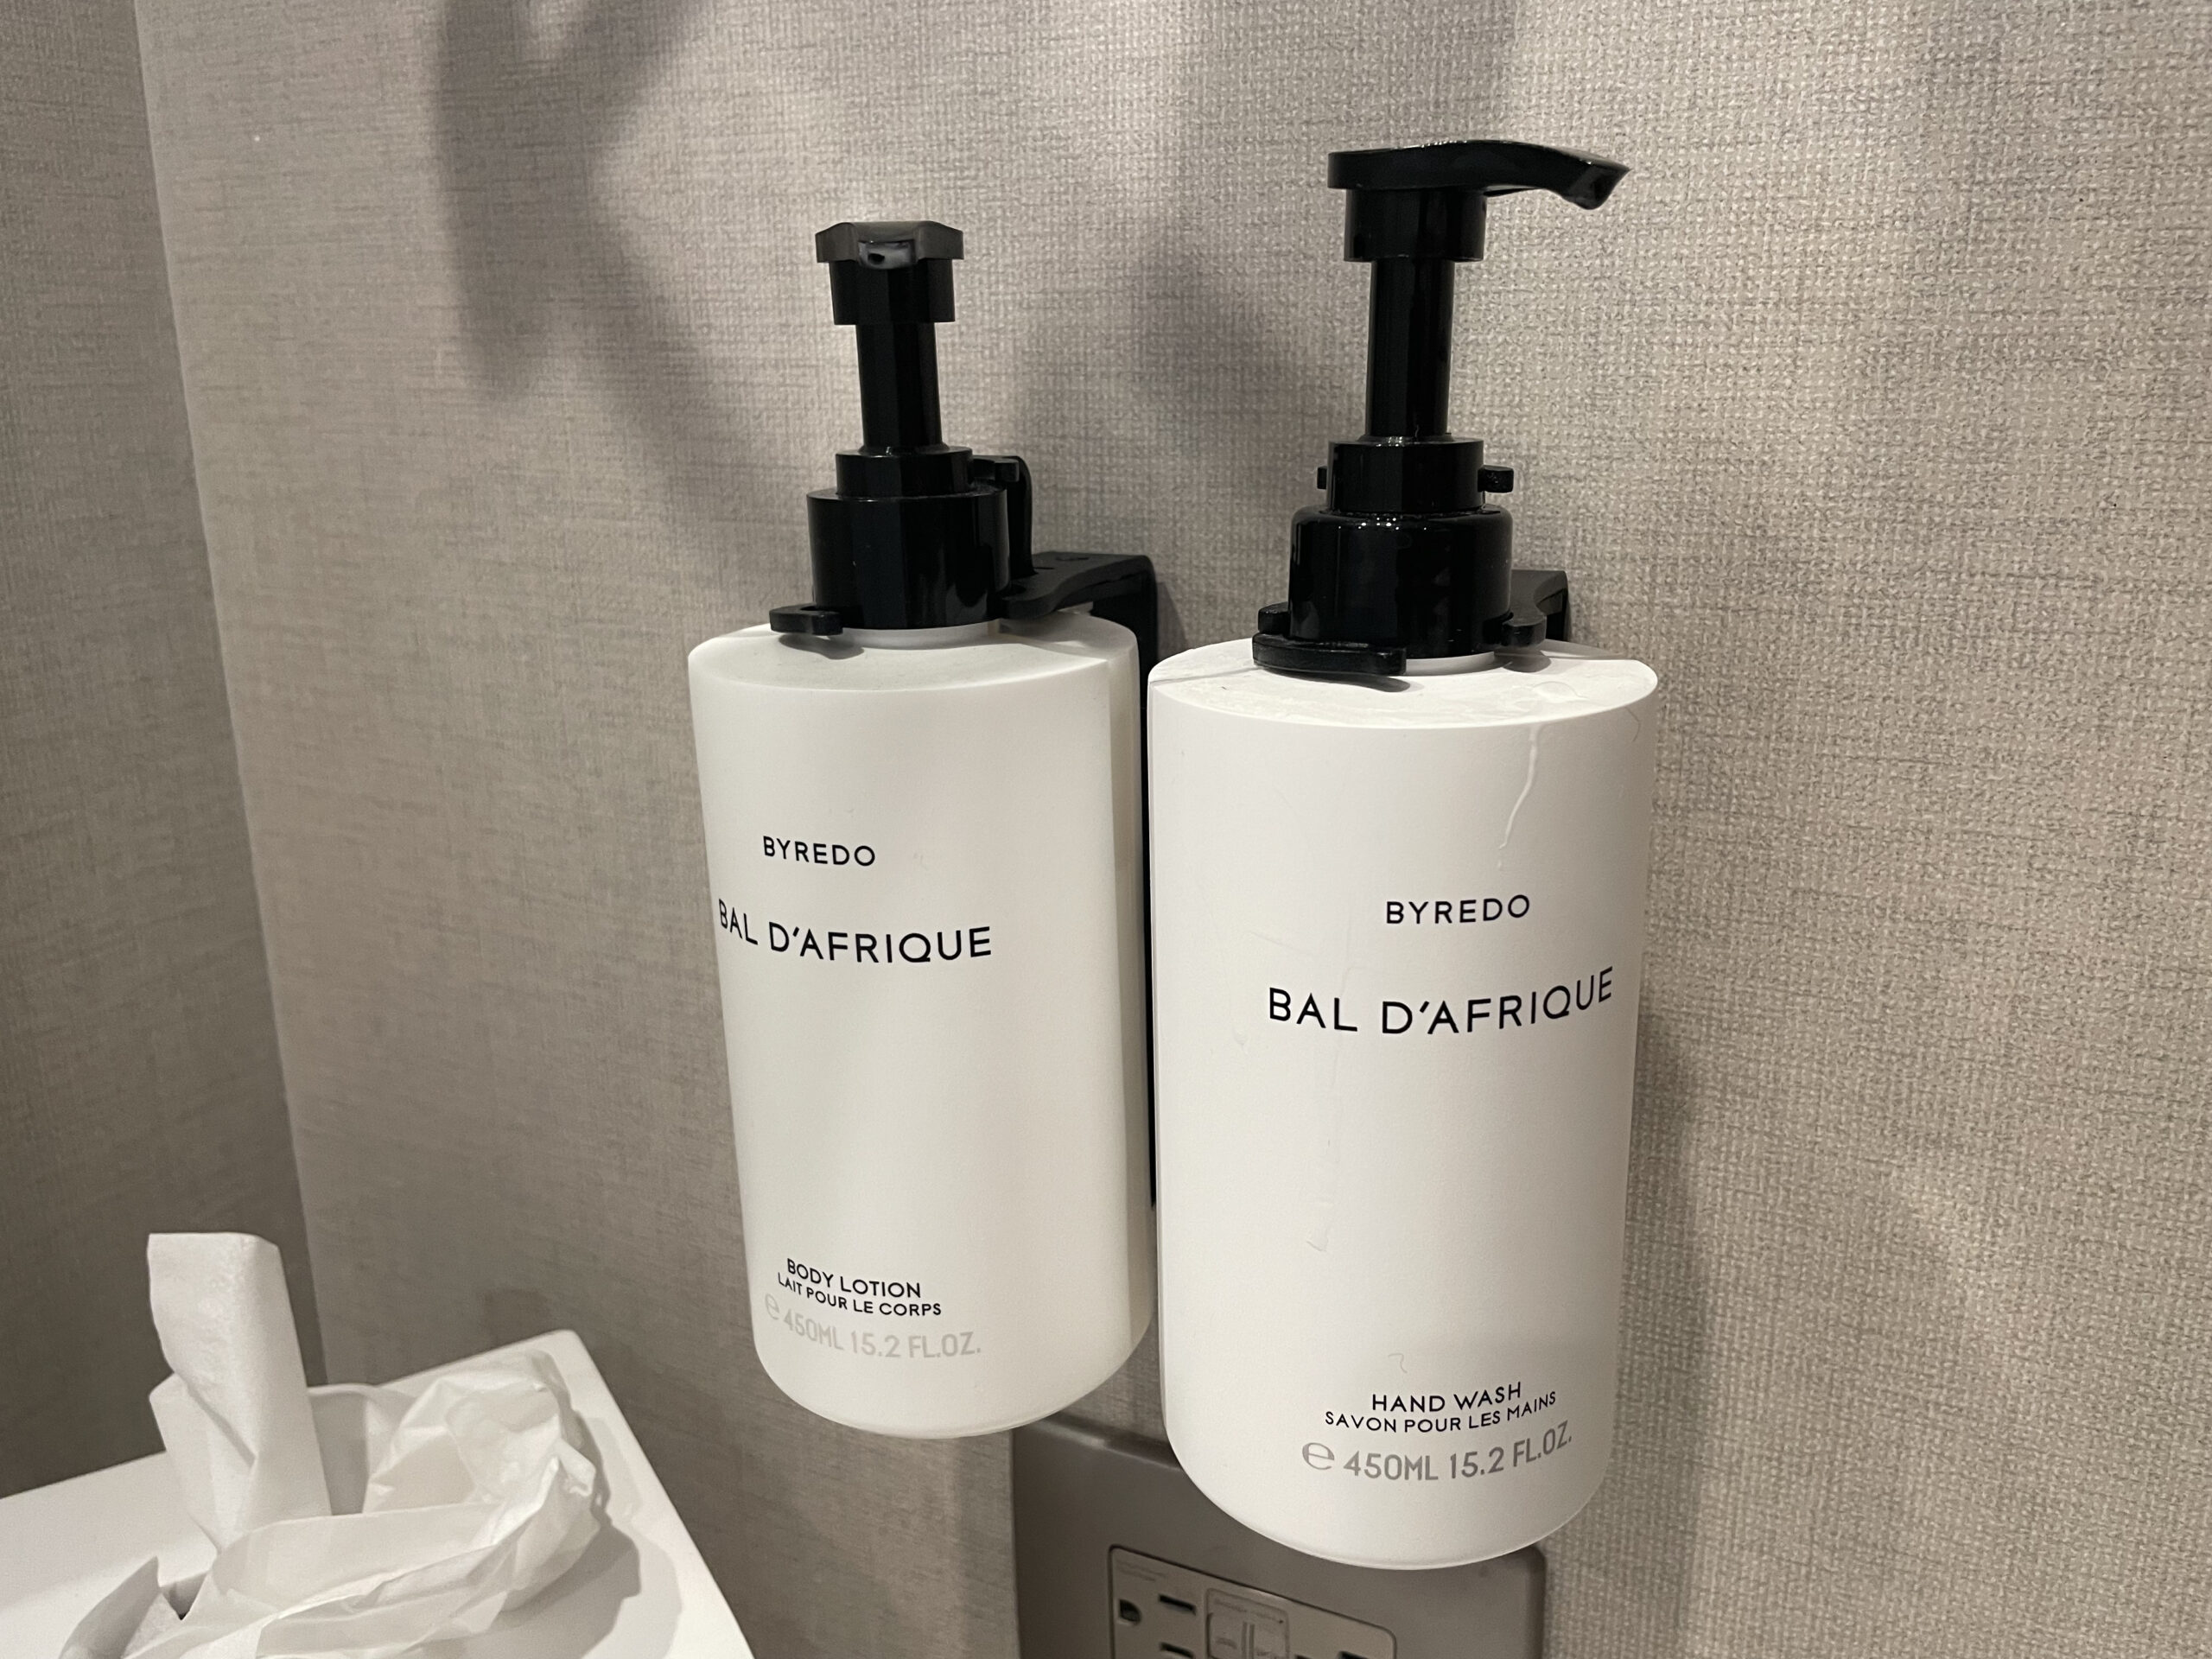 BYREDO
BAL D'AFRIQUE
BODY LOTION
LAIT POUR LE CORPS
e 450ML 15.2 FL.OZ.
BYREDO
BAL D'AFRIQUE
HAND WASH
SAVON POUR LES MAINS
e 450ML 15.2 FL.OZ.